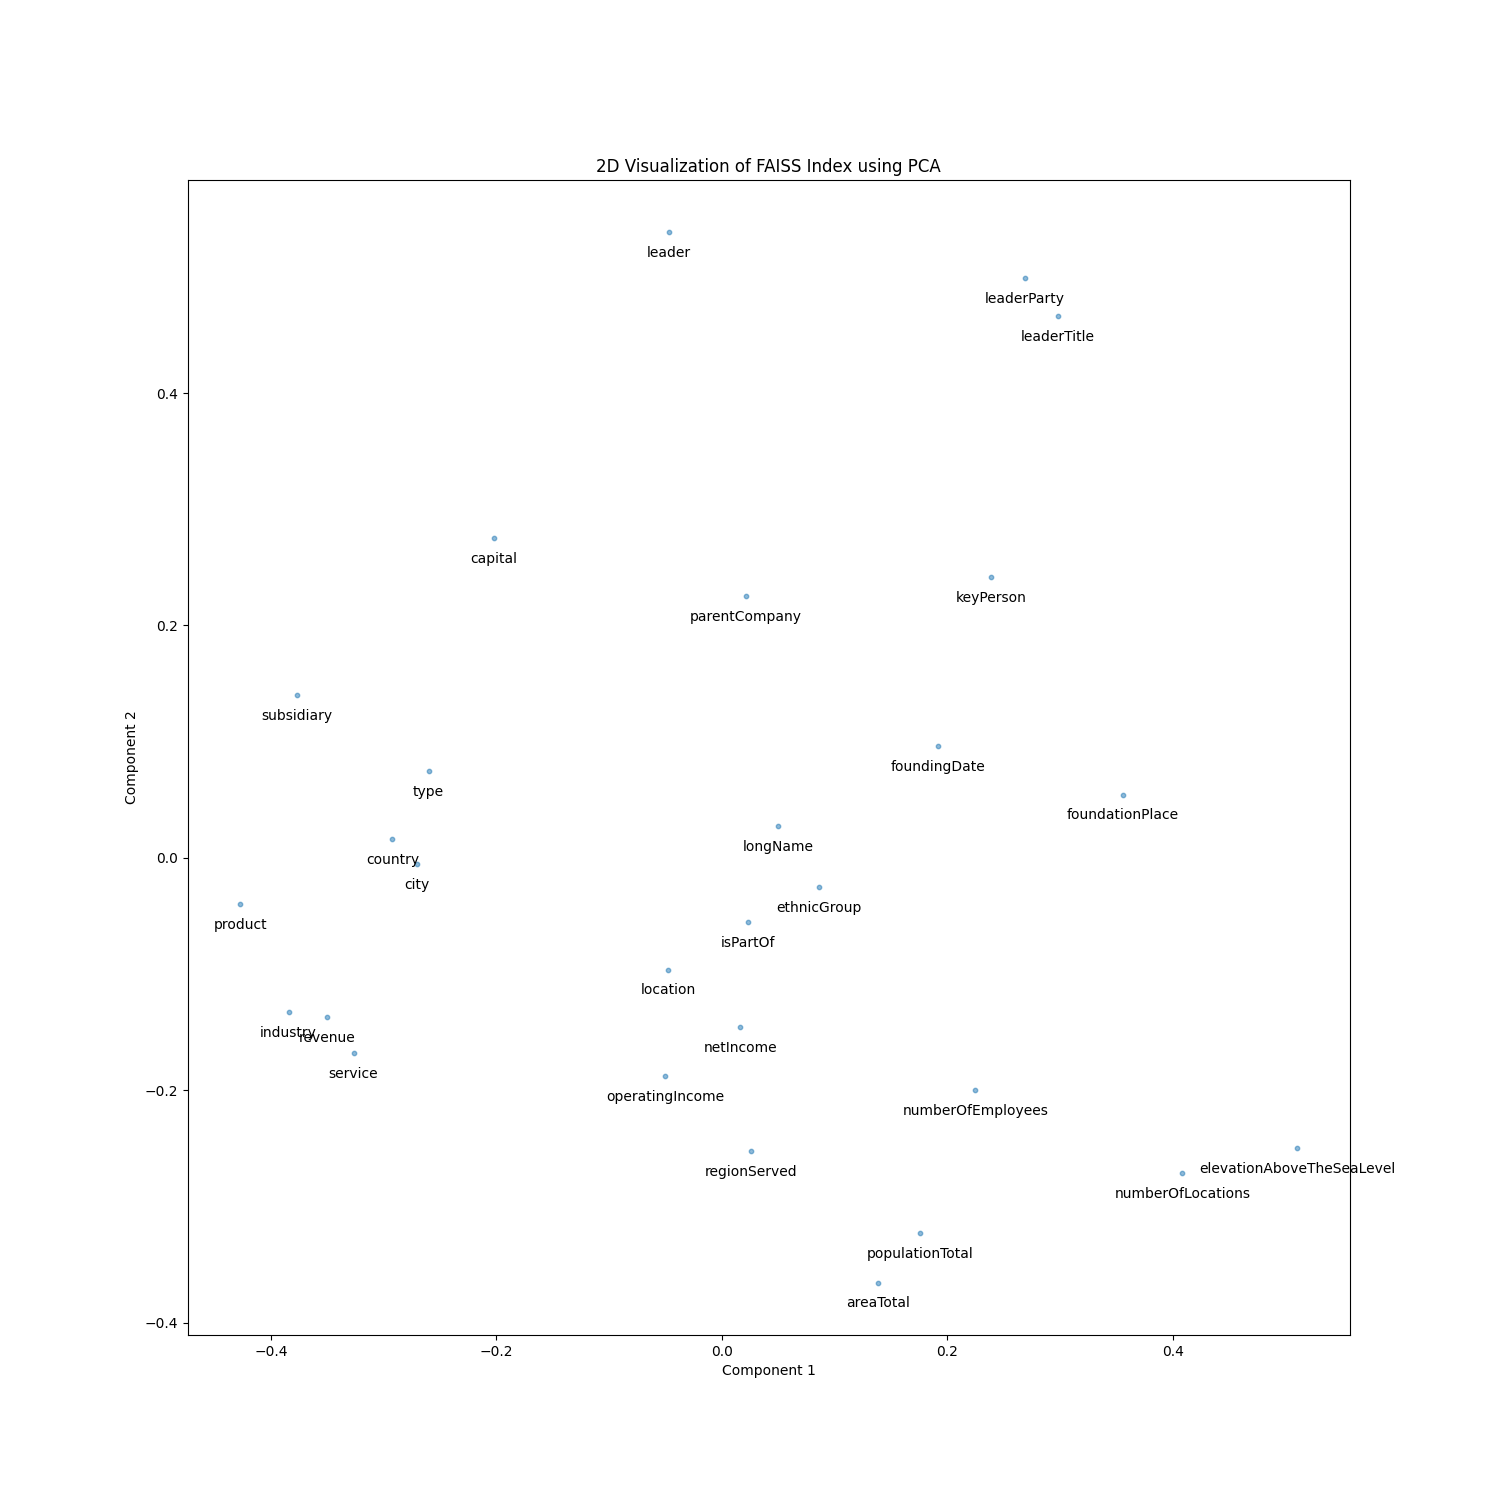 2D Visualization of FAISS Index using PCA
leader
leaderParty
leaderTitle
0.4
capital
keyPerson
parentCompany
0.2
subsidiary
Component 2
foundingDate
type
foundationPlace
longName
0.0
country
city
ethnicGroup
product
isPartOf
location
industry
revenue
netIncome
service
−0.2
operatingIncome
numberOfEmployees
regionServed
elevationAboveTheSeaLevel
numberOfLocations
populationTotal
areaTotal
−0.4
−0.4 −0.2 0.0 0.2 0.4
Component 1